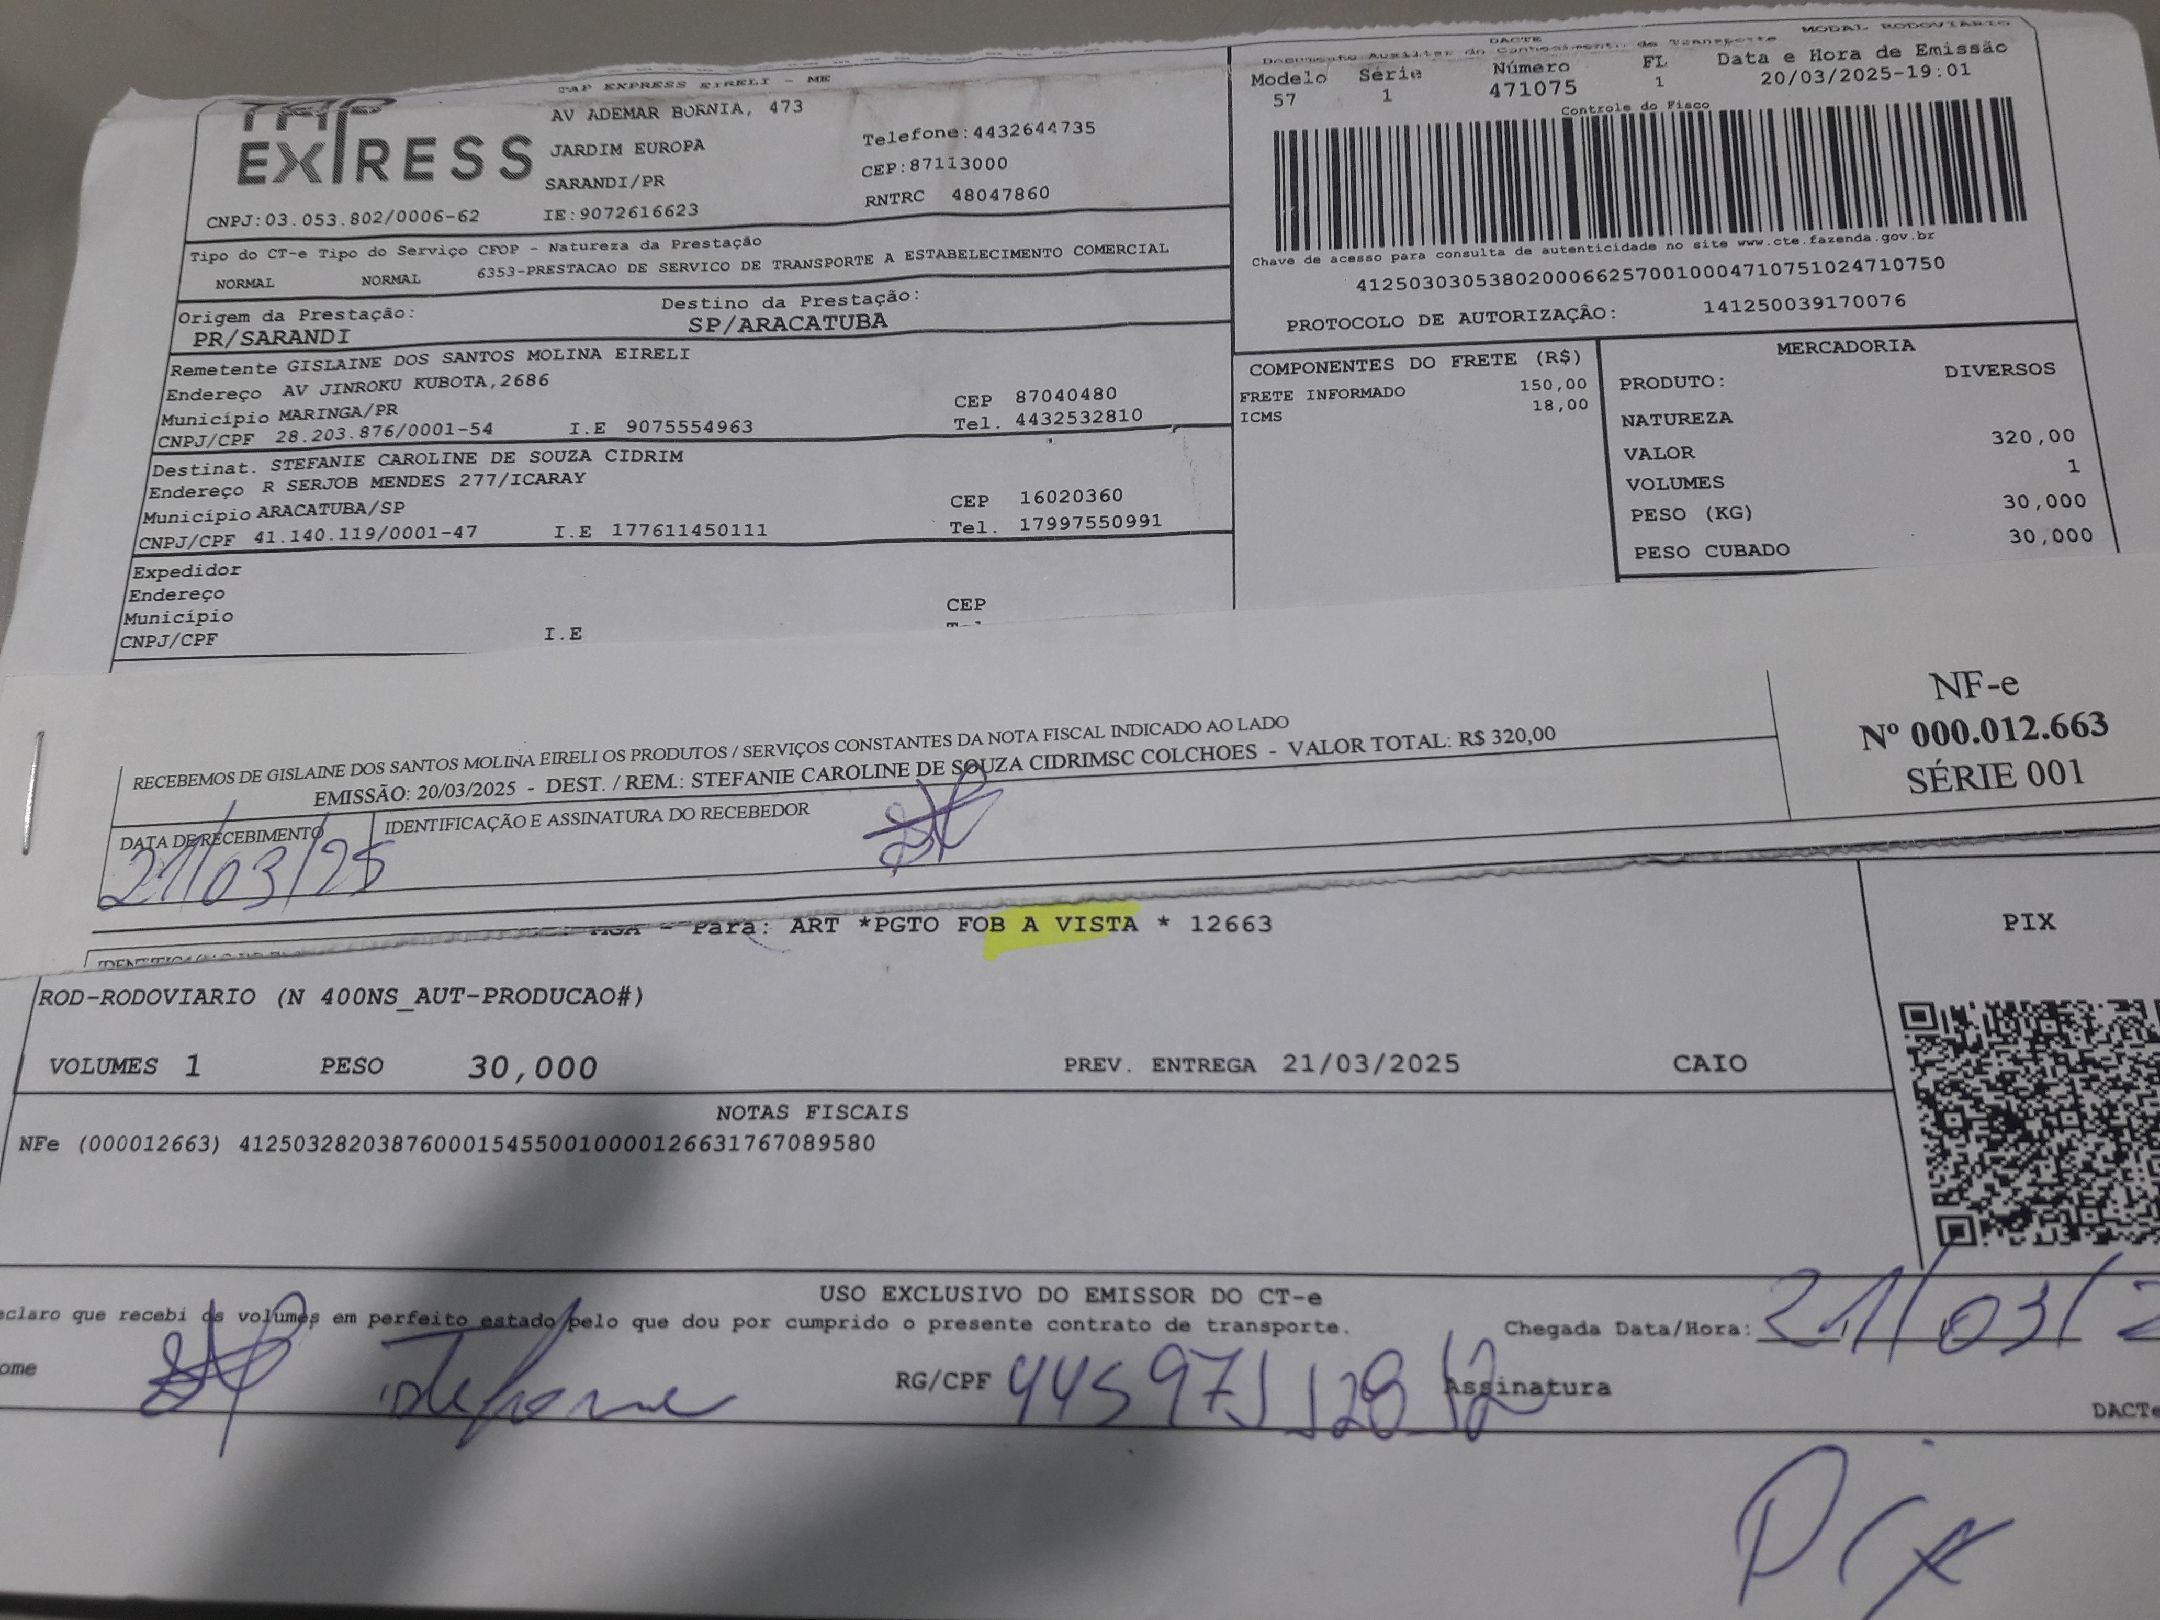 TAP EXPRESS EIRELI - ME
TAP
EXPRESS
AV ADEMAR BORNIA, 473
JARDIM EUROPA
SARANDI/PR
Telefone:4432644735
CEP:87113000
RNTRC 48047860
CNPJ:03.053.802/0006-62 IE:9072616623
DACTE MODAL RODOVIÁRIO
Documento Auxiliar do Conhecimento de Transporte
Modelo Série Número FL Data e Hora de Emissão
57 1 471075 1 20/03/2025-19:01
Controle do Fisco
Chave de acesso para consulta de autenticidade no site www.cte.fazenda.gov.br
41250303053802000662570010004710751024710750
PROTOCOLO DE AUTORIZAÇÃO: 141250039170076
Tipo do CT-e Tipo do Serviço CFOP - Natureza da Prestação
NORMAL NORMAL 6353-PRESTACAO DE SERVICO DE TRANSPORTE A ESTABELECIMENTO COMERCIAL
Origem da Prestação: Destino da Prestação:
PR/SARANDI SP/ARACATUBA
Remetente GISLAINE DOS SANTOS MOLINA EIRELI
Endereço AV JINROKU KUBOTA,2686
Município MARINGA/PR CEP 87040480
CNPJ/CPF 28.203.876/0001-54 I.E 9075554963 Tel. 4432532810
Destinat. STEFANIE CAROLINE DE SOUZA CIDRIM
Endereço R SERJOB MENDES 277/ICARAY
Município ARACATUBA/SP CEP 16020360
CNPJ/CPF 41.140.119/0001-47 I.E 177611450111 Tel. 17997550991
Expedidor
Endereço
Município CEP
CNPJ/CPF I.E
COMPONENTES DO FRETE (R$)
FRETE INFORMADO 150,00
ICMS 18,00
MERCADORIA
PRODUTO: DIVERSOS
NATUREZA
VALOR 320,00
VOLUMES 1
PESO (KG) 30,000
PESO CUBADO 30,000
RECEBEMOS DE GISLAINE DOS SANTOS MOLINA EIRELI OS PRODUTOS / SERVIÇOS CONSTANTES DA NOTA FISCAL INDICADO AO LADO
EMISSÃO: 20/03/2025 - DEST. / REM.: STEFANIE CAROLINE DE SOUZA CIDRIMSC COLCHOES - VALOR TOTAL: R$ 320,00
DATA DE RECEBIMENTO IDENTIFICAÇÃO E ASSINATURA DO RECEBEDOR
21/03/25
NF-e
Nº 000.012.663
SÉRIE 001
MGA - Para: ART *PGTO FOB A VISTA * 12663
PIX
ROD-RODOVIARIO (N 400NS_AUT-PRODUCAO#)
VOLUMES 1 PESO 30,000 PREV. ENTREGA 21/03/2025 CAIO
NOTAS FISCAIS
NFe (000012663) 41250328203876000154550010000126631767089580
USO EXCLUSIVO DO EMISSOR DO CT-e
eclaro que recebi os volumes em perfeito estado pelo que dou por cumprido o presente contrato de transporte.
Chegada Data/Hora: 21/03/2
ome
RG/CPF
Assinatura
DACTe
Pix